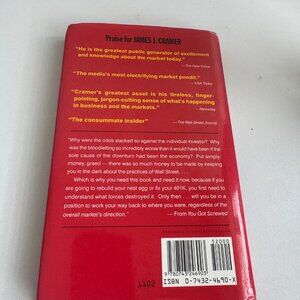 Praise for JAMES J. CRAMER
"He is the greatest public generator of excitement
and knowledge about the market today."
—The New Yorker
"The media's most electrifying market pundit."
—USA Today
"Cramer's greatest asset is his tireless, finger-
pointing, jargon-cutting sense of what's happening
in business and the markets."
"The consummate insider"
—The Wall Street Journal
"Why were the odds stacked so against the individual investor? Why
was the bloodletting so incredibly worse than it would have been if the
sole cause of the downturn had been the economy? Put simply:
money, greed ... there was so much money to be made by keeping
you in the dark about the practices of Wall Street. . . .
Which is why you need this book and need it now, because if you
are going to rebuild your nest egg or fix your 401K, you first need to
understand what forces destroyed it. Only then . . . will you be in
position to work your way back to where you were, regardless of the
overall market's direction."
—From You Got Screwed
52000
9 780743 246903
1102
ISBN 0-7432-4690-X